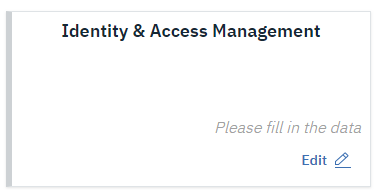 Identity & Access Management
Please fill in the data
Edit